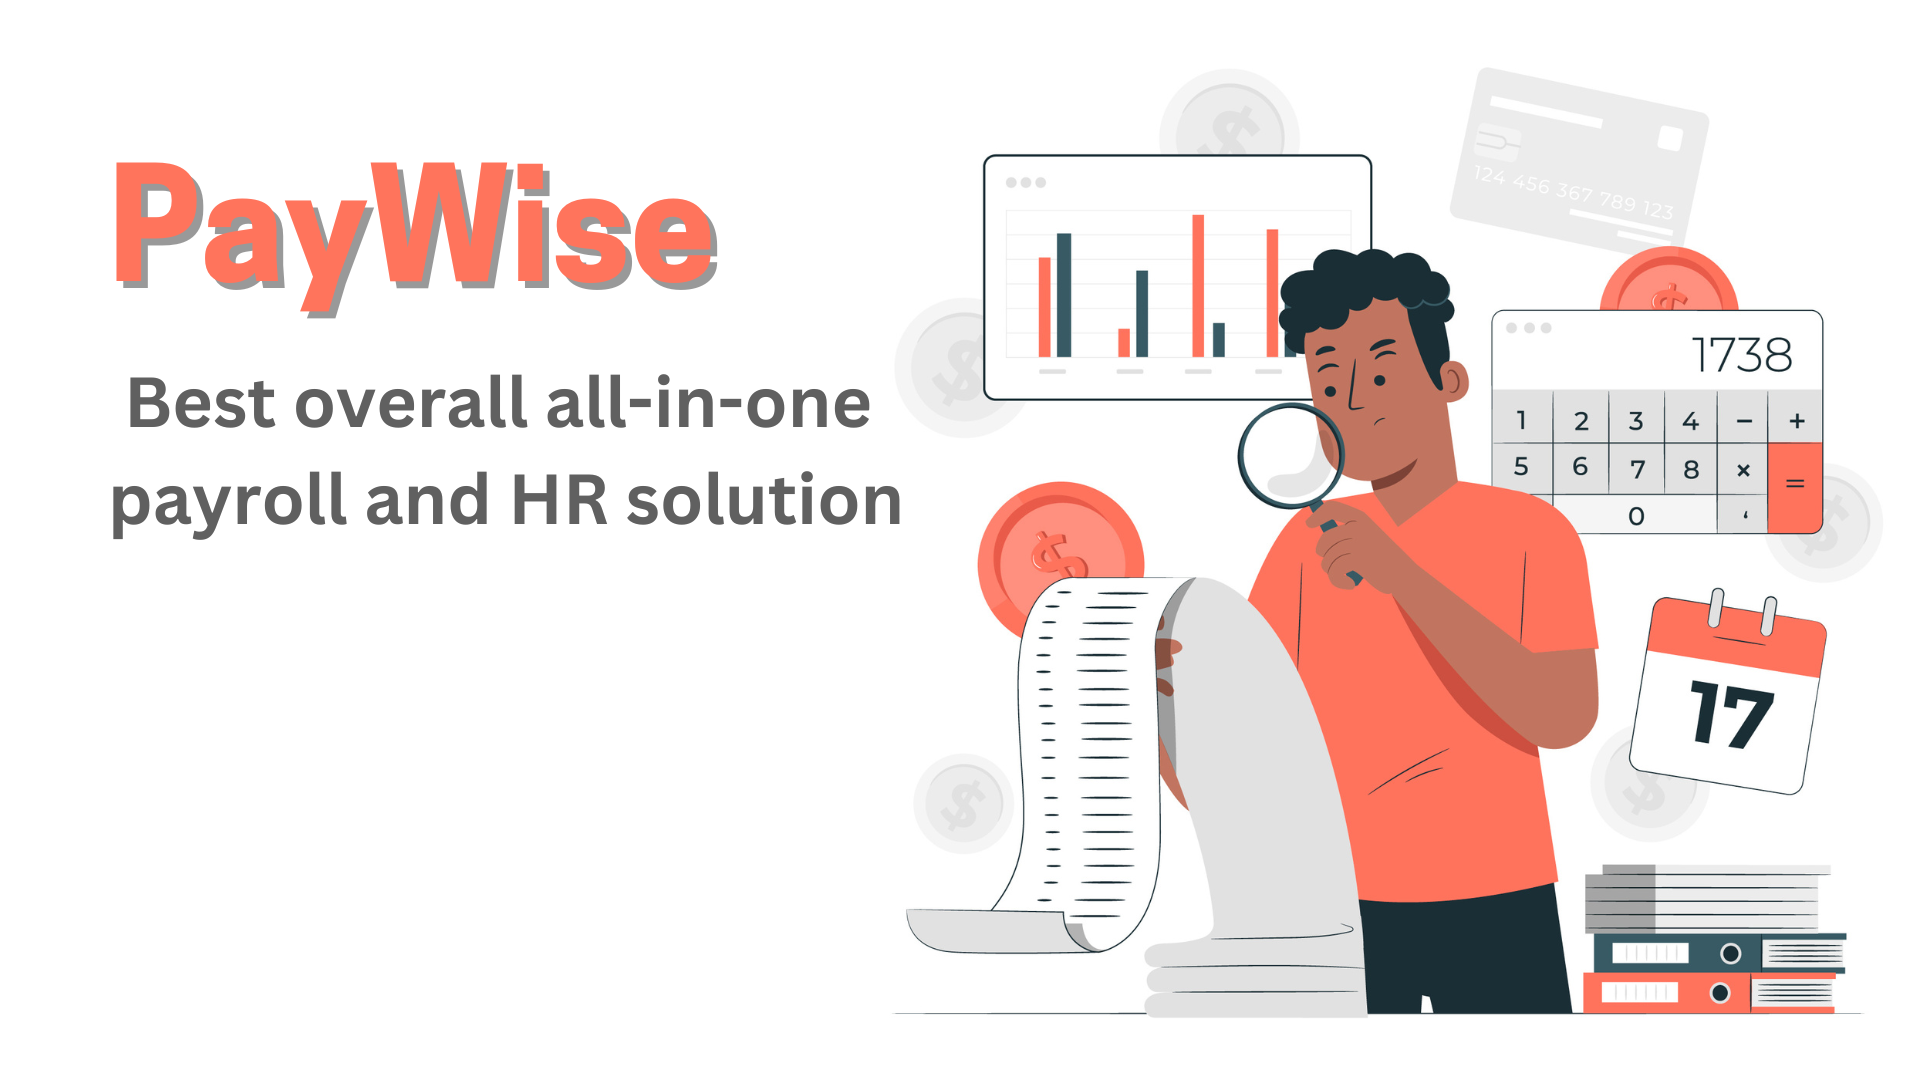 PayWise
Best overall all-in-one
payroll and HR solution
124 456 367 789 123
1738
1 2 3 4 − +
5 6 7 8 × =
0 ‘
17